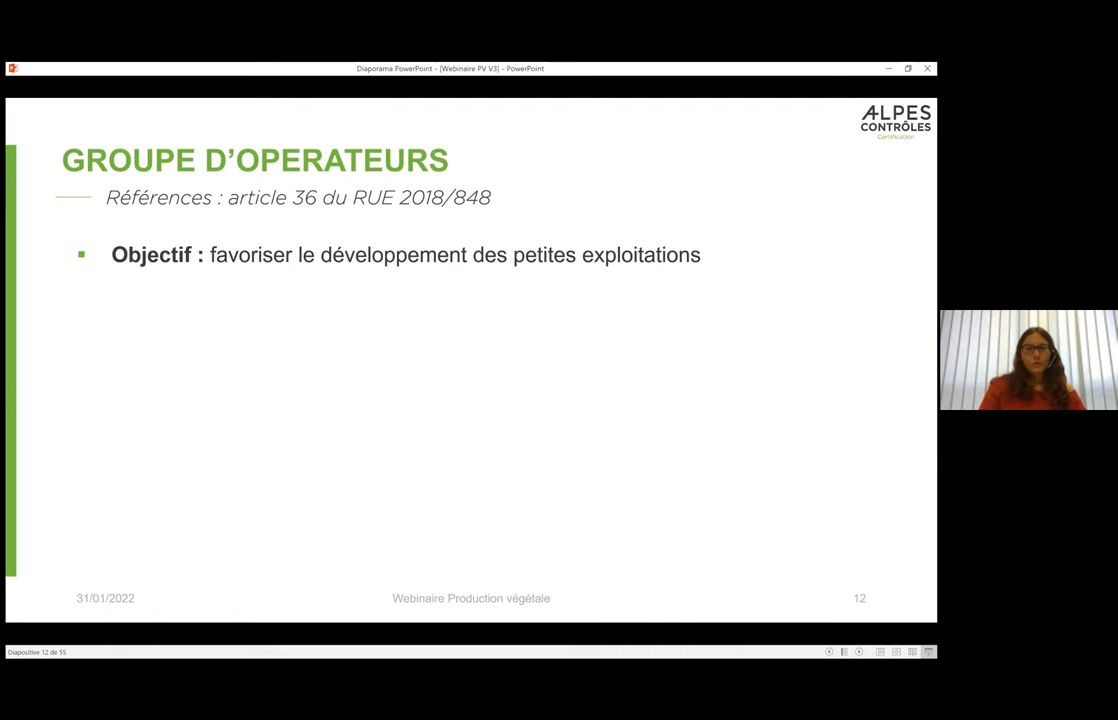 Diaporama PowerPoint - [Webinaire PV V3] - PowerPoint
ALPES
CONTRÔLES
Certification
GROUPE D’OPERATEURS
Références : article 36 du RUE 2018/848
▪ Objectif : favoriser le développement des petites exploitations
31/01/2022
Webinaire Production végétale
12
Diapositive 12 de 55